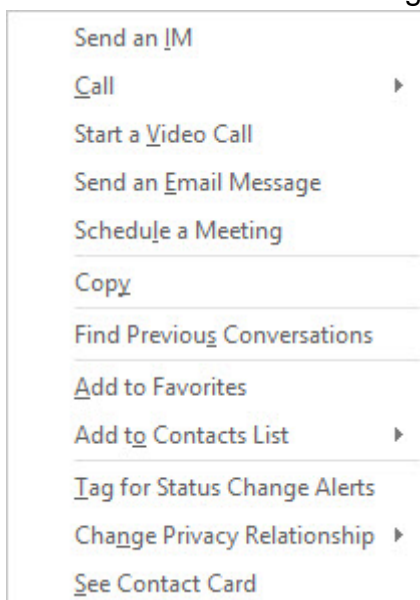 Send an IM
Call
Start a Video Call
Send an Email Message
Schedule a Meeting
Copy
Find Previous Conversations
Add to Favorites
Add to Contacts List
Tag for Status Change Alerts
Change Privacy Relationship
See Contact Card